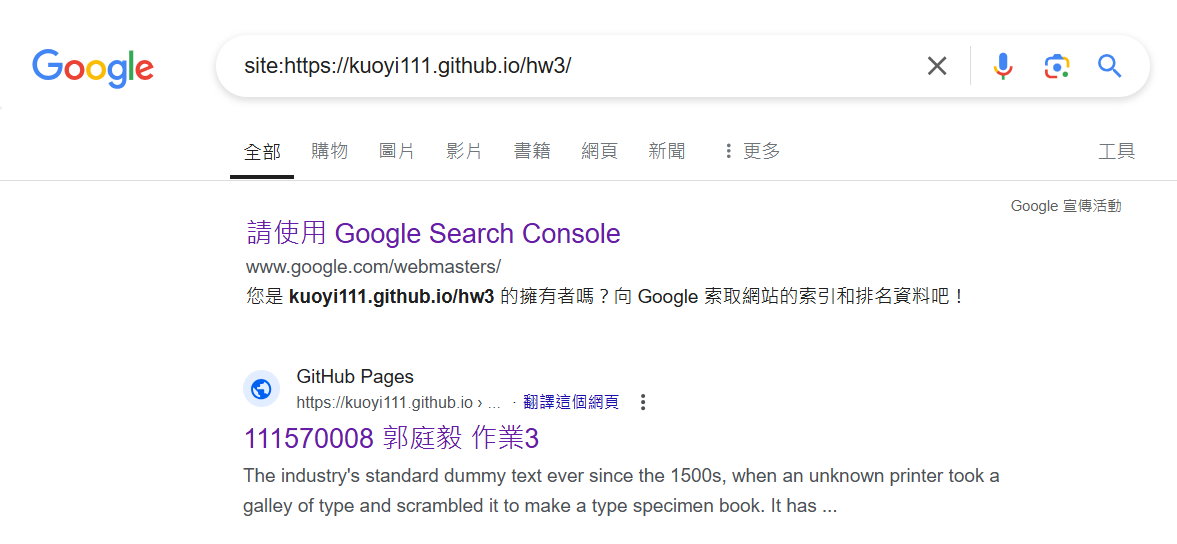 Google
site:https://kuoyi111.github.io/hw3/
全部 購物 圖片 影片 書籍 網頁 新聞 更多 工具
Google 宣傳活動
請使用 Google Search Console
www.google.com/webmasters/
您是 kuoyi111.github.io/hw3 的擁有者嗎？向 Google 索取網站的索引和排名資料吧！
GitHub Pages
https://kuoyi111.github.io › ... · 翻譯這個網頁
111570008 郭庭毅 作業3
The industry's standard dummy text ever since the 1500s, when an unknown printer took a
galley of type and scrambled it to make a type specimen book. It has ...